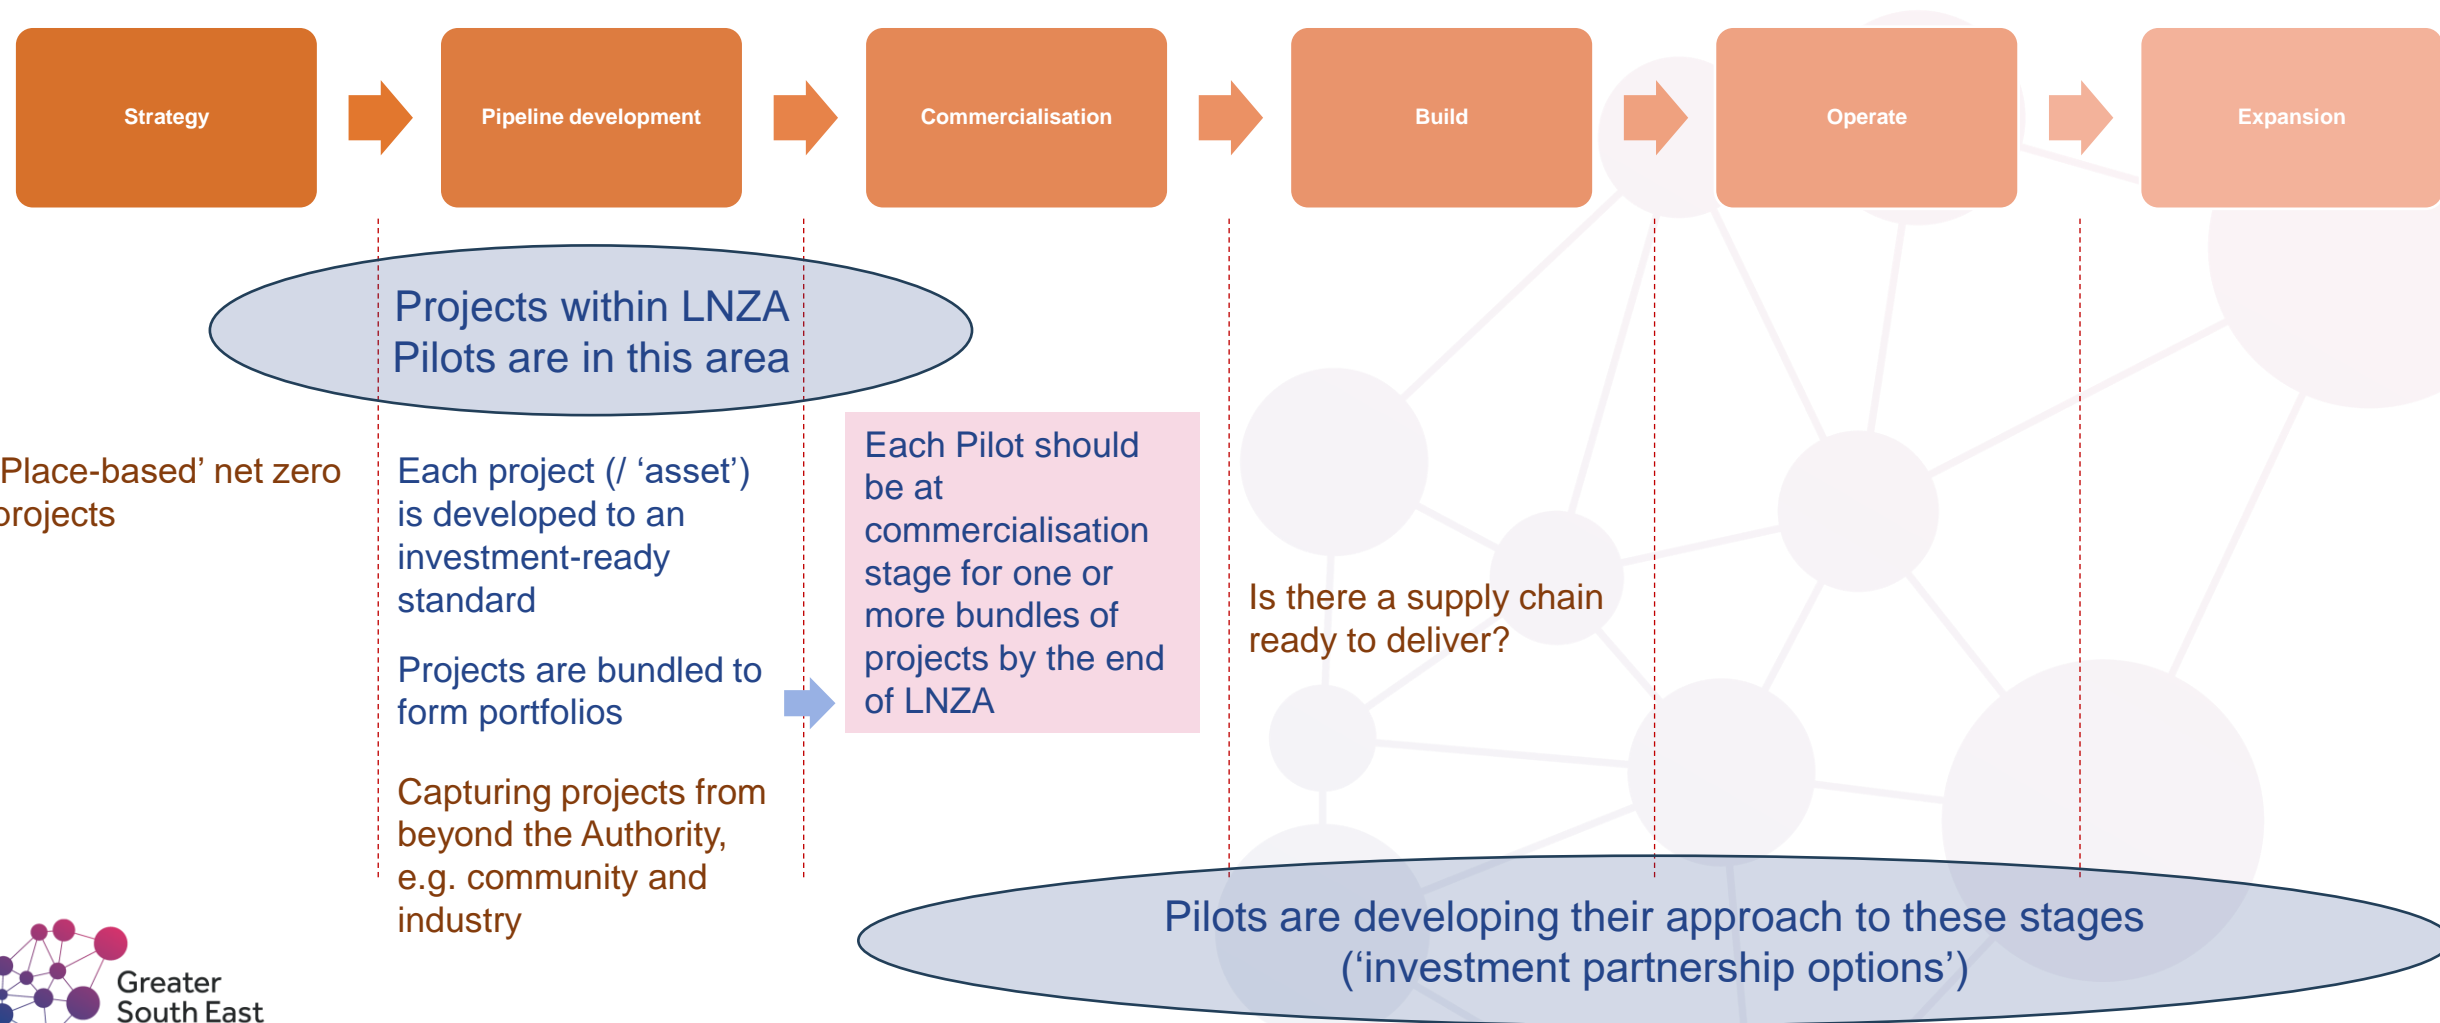 Strategy
Pipeline development
Commercialisation
Build
Operate
Expansion
Projects within LNZA
Pilots are in this area
Place-based’ net zero
projects
Each project (/ ‘asset’)
is developed to an
investment-ready
standard
Projects are bundled to
form portfolios
Capturing projects from
beyond the Authority,
e.g. community and
industry
Each Pilot should
be at
commercialisation
stage for one or
more bundles of
projects by the end
of LNZA
Is there a supply chain
ready to deliver?
Pilots are developing their approach to these stages
(‘investment partnership options’)
Greater
South East